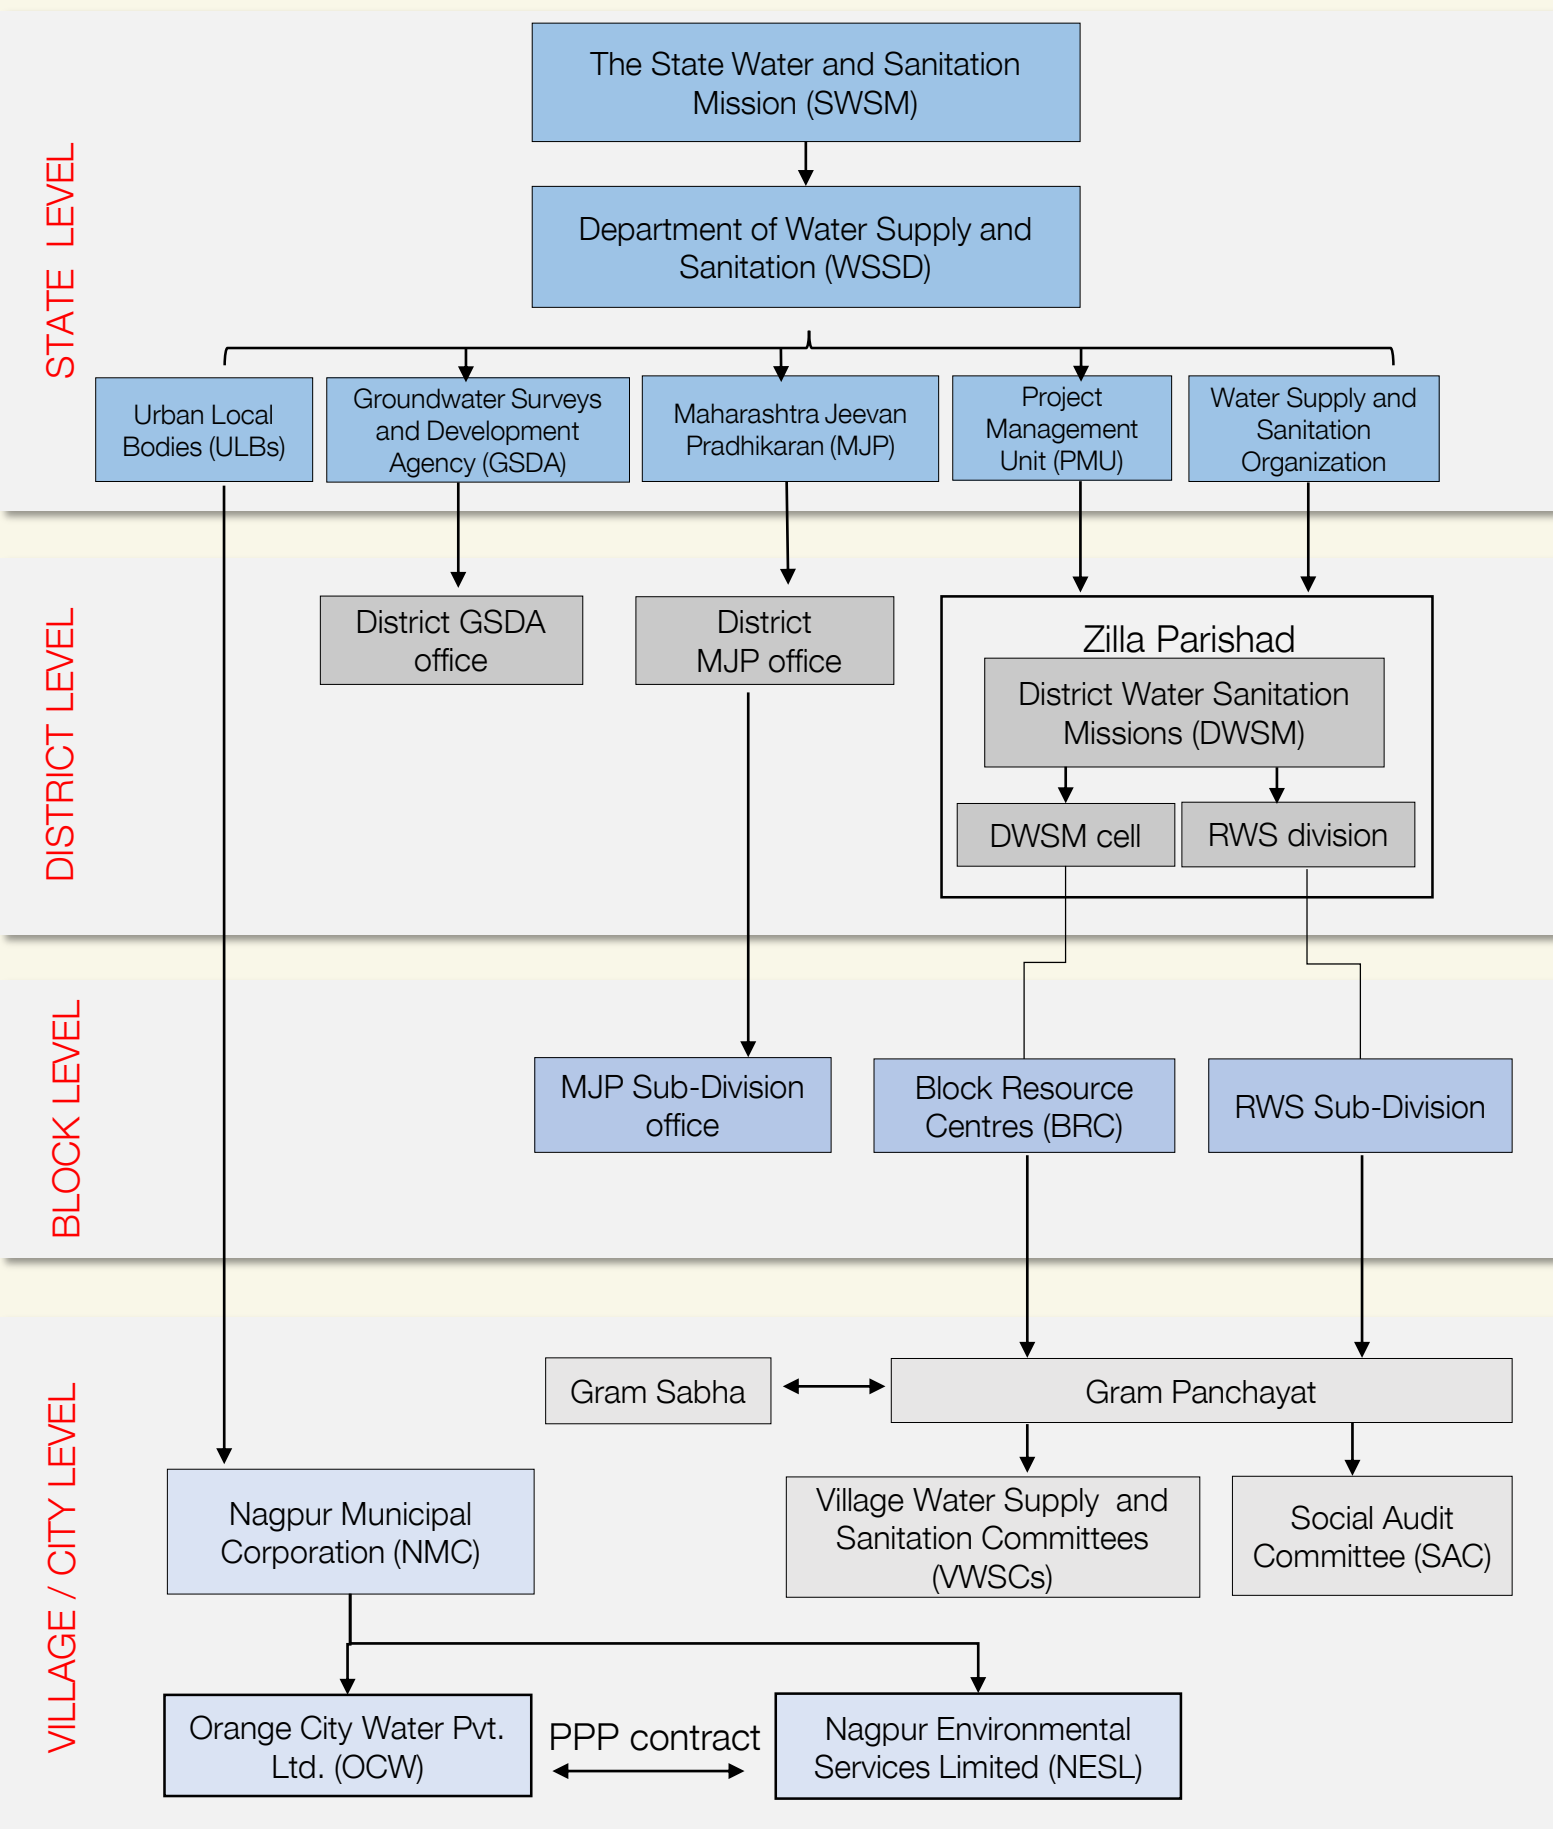 STATE LEVEL
The State Water and Sanitation
Mission (SWSM)
Department of Water Supply and
Sanitation (WSSD)
Urban Local
Bodies (ULBs)
Groundwater Surveys
and Development
Agency (GSDA)
Maharashtra Jeevan
Pradhikaran (MJP)
Project
Management
Unit (PMU)
Water Supply and
Sanitation
Organization
DISTRICT LEVEL
District GSDA
office
District
MJP office
Zilla Parishad
District Water Sanitation
Missions (DWSM)
DWSM cell
RWS division
BLOCK LEVEL
MJP Sub-Division
office
Block Resource
Centres (BRC)
RWS Sub-Division
VILLAGE / CITY LEVEL
Gram Sabha
Gram Panchayat
Nagpur Municipal
Corporation (NMC)
Village Water Supply  and
Sanitation Committees
(VWSCs)
Social Audit
Committee (SAC)
Orange City Water Pvt.
Ltd. (OCW)
PPP contract
Nagpur Environmental
Services Limited (NESL)